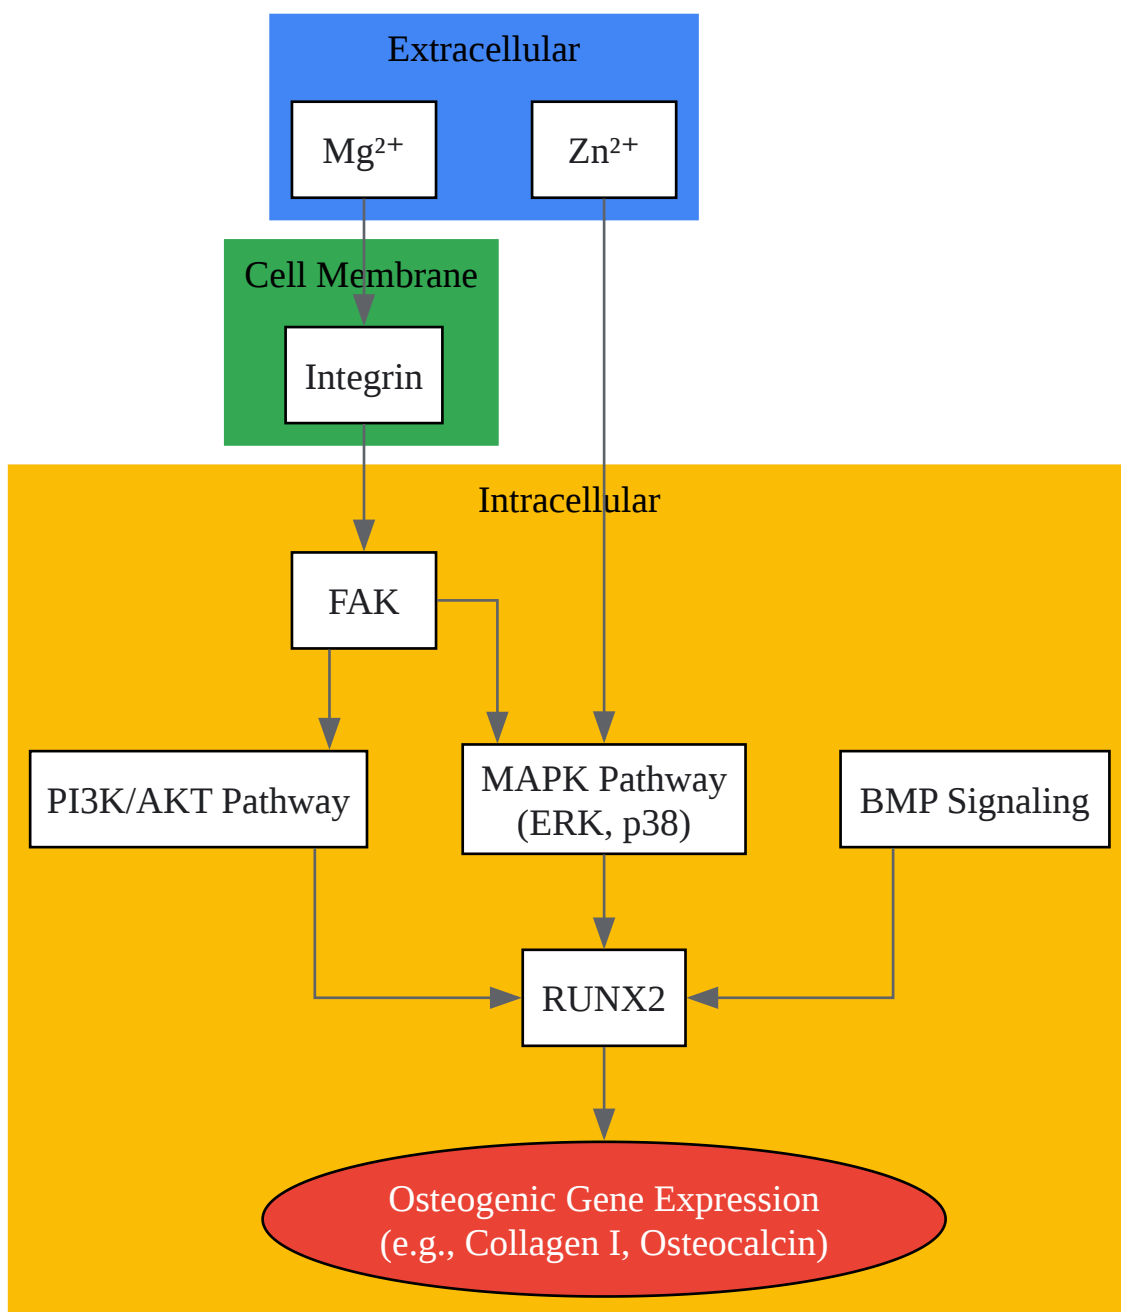 Extracellular
Mg²⁺
Zn²⁺
Cell Membrane
Integrin
Intracellular
FAK
PI3K/AKT Pathway
MAPK Pathway
(ERK, p38)
BMP Signaling
RUNX2
Osteogenic Gene Expression
(e.g., Collagen I, Osteocalcin)